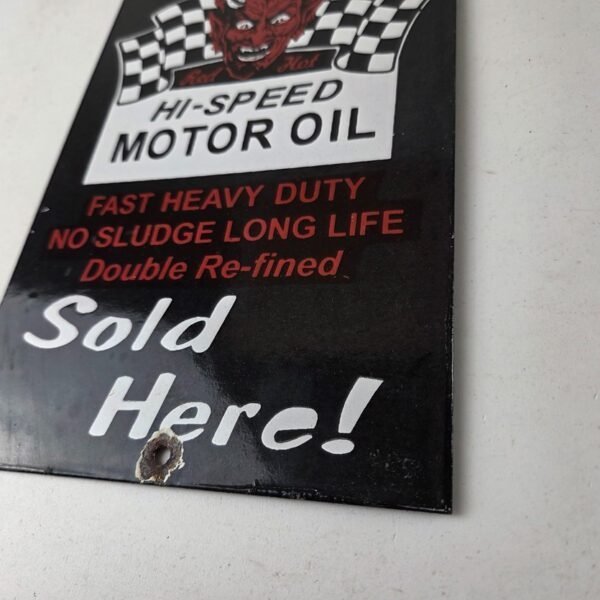 Red Hot
HI-SPEED
MOTOR OIL
FAST HEAVY DUTY
NO SLUDGE LONG LIFE
Double Re-fined
Sold
Here!